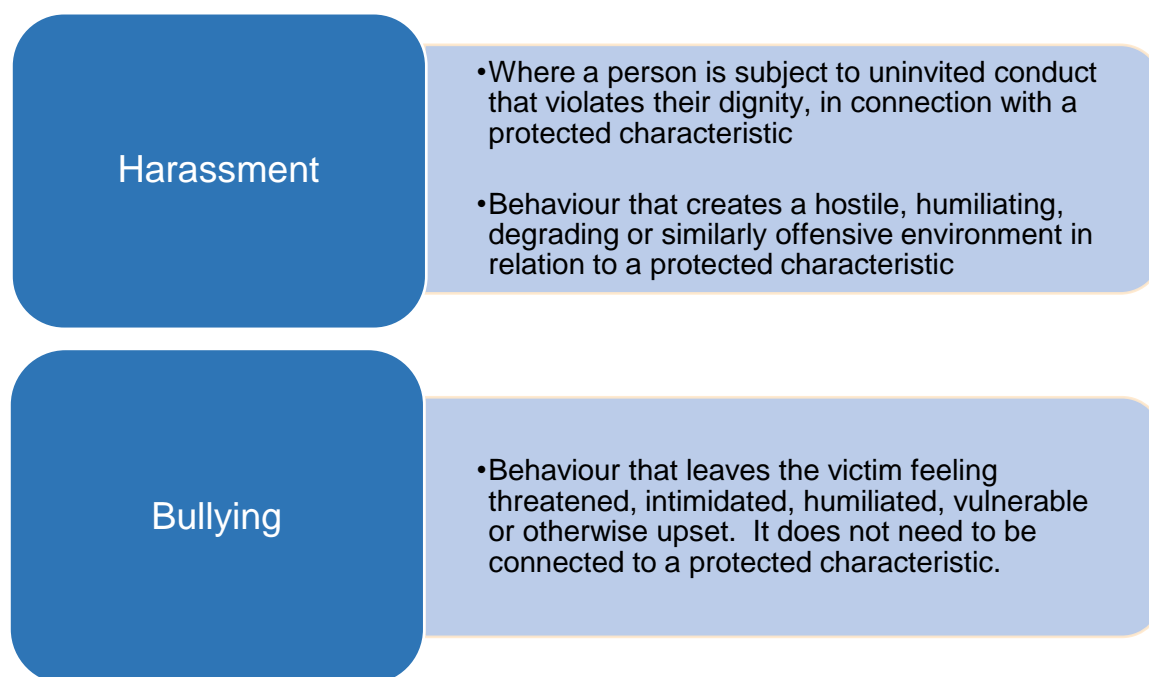 Harassment
•Where a person is subject to uninvited conduct
that violates their dignity, in connection with a
protected characteristic
•Behaviour that creates a hostile, humiliating,
degrading or similarly offensive environment in
relation to a protected characteristic
Bullying
•Behaviour that leaves the victim feeling
threatened, intimidated, humiliated, vulnerable
or otherwise upset.  It does not need to be
connected to a protected characteristic.